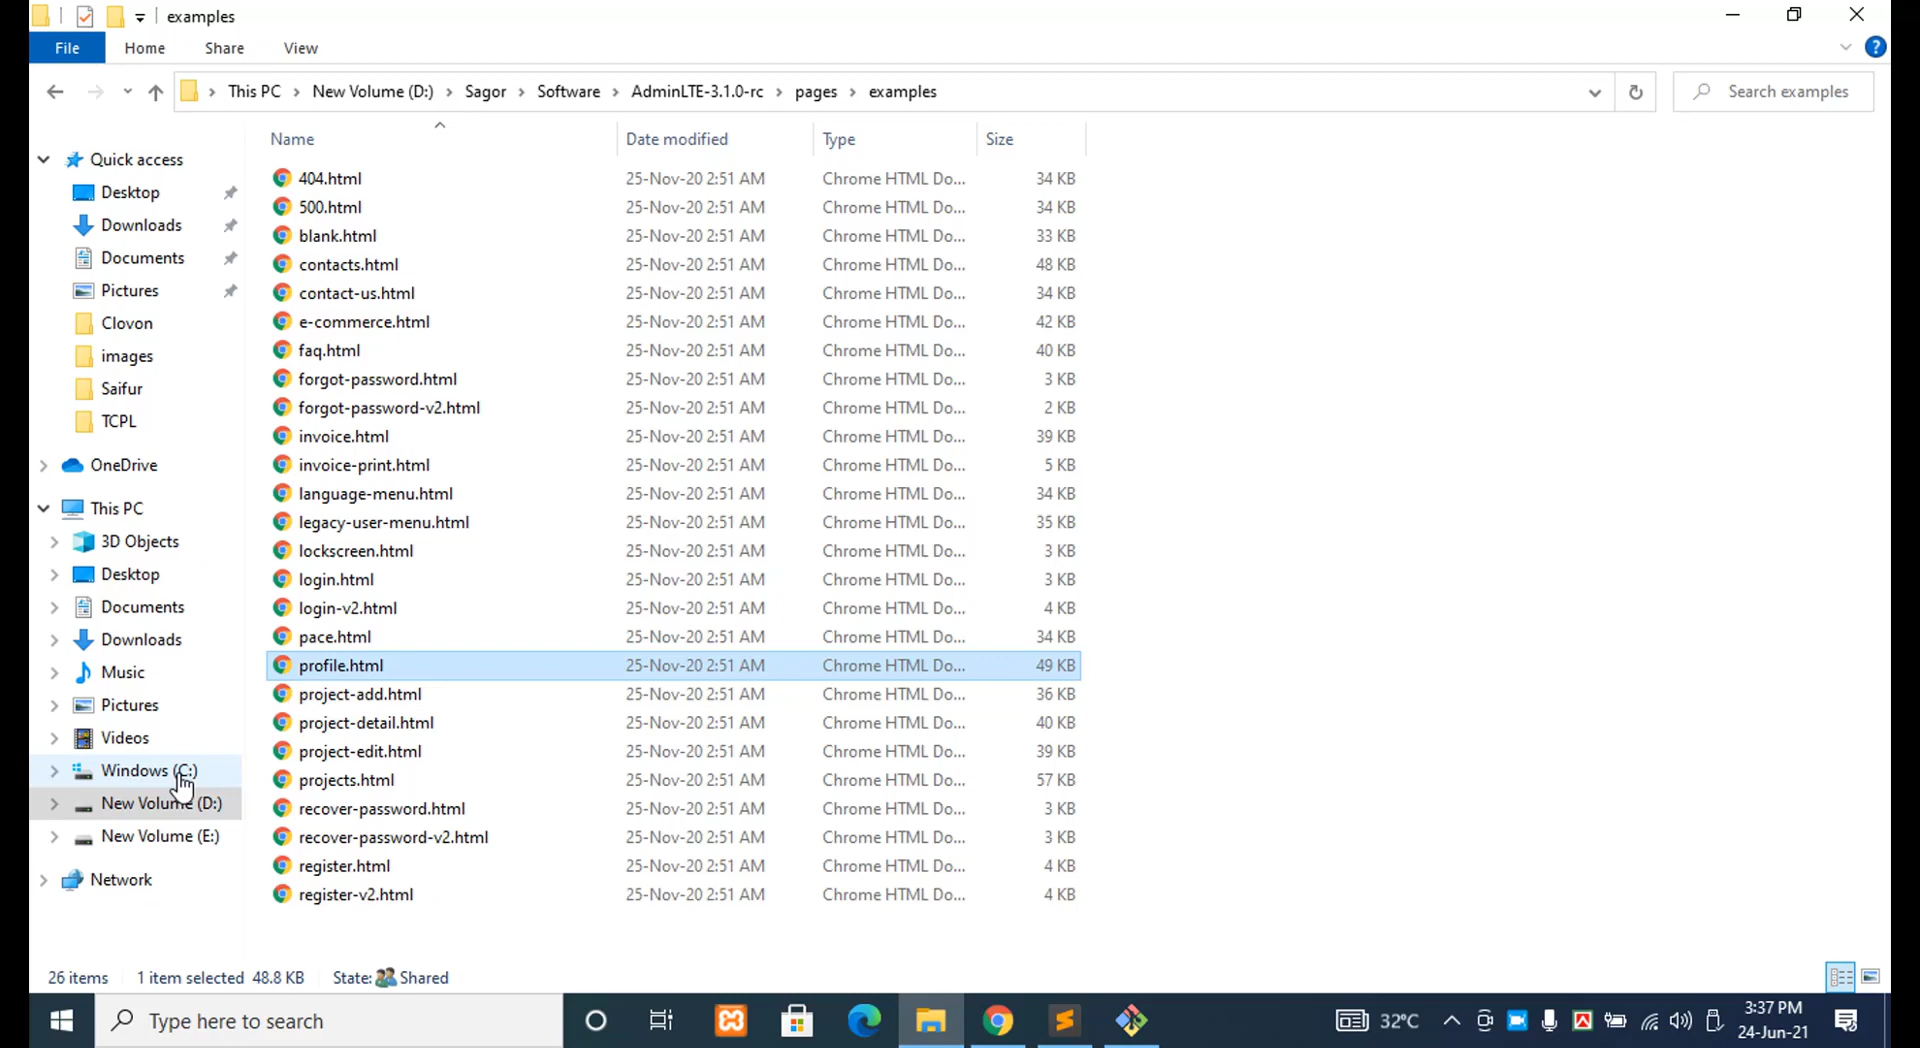 examples
File Home Share View
This PC New Volume (D:) Sagor Software AdminLTE-3.1.0-rc pages examples Search examples
Name Date modified Type Size
Quick access
Desktop
Downloads
Documents
Pictures
Clovon
images
Saifur
TCPL
OneDrive
This PC
3D Objects
Desktop
Documents
Downloads
Music
Pictures
Videos
Windows (C:)
New Volume (D:)
New Volume (E:)
Network
404.html 25-Nov-20 2:51 AM Chrome HTML Do... 34 KB
500.html 25-Nov-20 2:51 AM Chrome HTML Do... 34 KB
blank.html 25-Nov-20 2:51 AM Chrome HTML Do... 33 KB
contacts.html 25-Nov-20 2:51 AM Chrome HTML Do... 48 KB
contact-us.html 25-Nov-20 2:51 AM Chrome HTML Do... 34 KB
e-commerce.html 25-Nov-20 2:51 AM Chrome HTML Do... 42 KB
faq.html 25-Nov-20 2:51 AM Chrome HTML Do... 40 KB
forgot-password.html 25-Nov-20 2:51 AM Chrome HTML Do... 3 KB
forgot-password-v2.html 25-Nov-20 2:51 AM Chrome HTML Do... 2 KB
invoice.html 25-Nov-20 2:51 AM Chrome HTML Do... 39 KB
invoice-print.html 25-Nov-20 2:51 AM Chrome HTML Do... 5 KB
language-menu.html 25-Nov-20 2:51 AM Chrome HTML Do... 34 KB
legacy-user-menu.html 25-Nov-20 2:51 AM Chrome HTML Do... 35 KB
lockscreen.html 25-Nov-20 2:51 AM Chrome HTML Do... 3 KB
login.html 25-Nov-20 2:51 AM Chrome HTML Do... 3 KB
login-v2.html 25-Nov-20 2:51 AM Chrome HTML Do... 4 KB
pace.html 25-Nov-20 2:51 AM Chrome HTML Do... 34 KB
profile.html 25-Nov-20 2:51 AM Chrome HTML Do... 49 KB
project-add.html 25-Nov-20 2:51 AM Chrome HTML Do... 36 KB
project-detail.html 25-Nov-20 2:51 AM Chrome HTML Do... 40 KB
project-edit.html 25-Nov-20 2:51 AM Chrome HTML Do... 39 KB
projects.html 25-Nov-20 2:51 AM Chrome HTML Do... 57 KB
recover-password.html 25-Nov-20 2:51 AM Chrome HTML Do... 3 KB
recover-password-v2.html 25-Nov-20 2:51 AM Chrome HTML Do... 3 KB
register.html 25-Nov-20 2:51 AM Chrome HTML Do... 4 KB
register-v2.html 25-Nov-20 2:51 AM Chrome HTML Do... 4 KB
26 items 1 item selected 48.8 KB State: Shared
Type here to search 32°C 3:37 PM
24-Jun-21